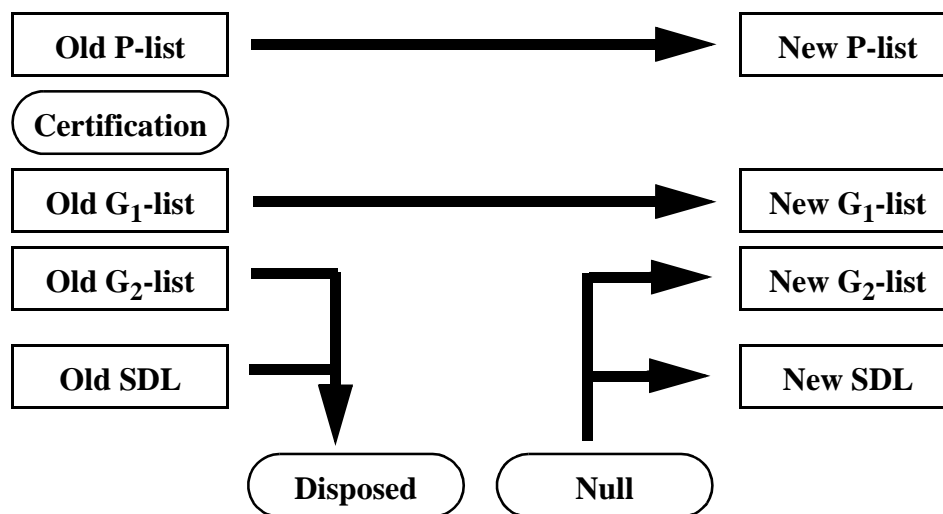 Old P-list
New P-list
Certification
Old G₁-list
New G₁-list
Old G₂-list
New G₂-list
Old SDL
New SDL
Disposed
Null